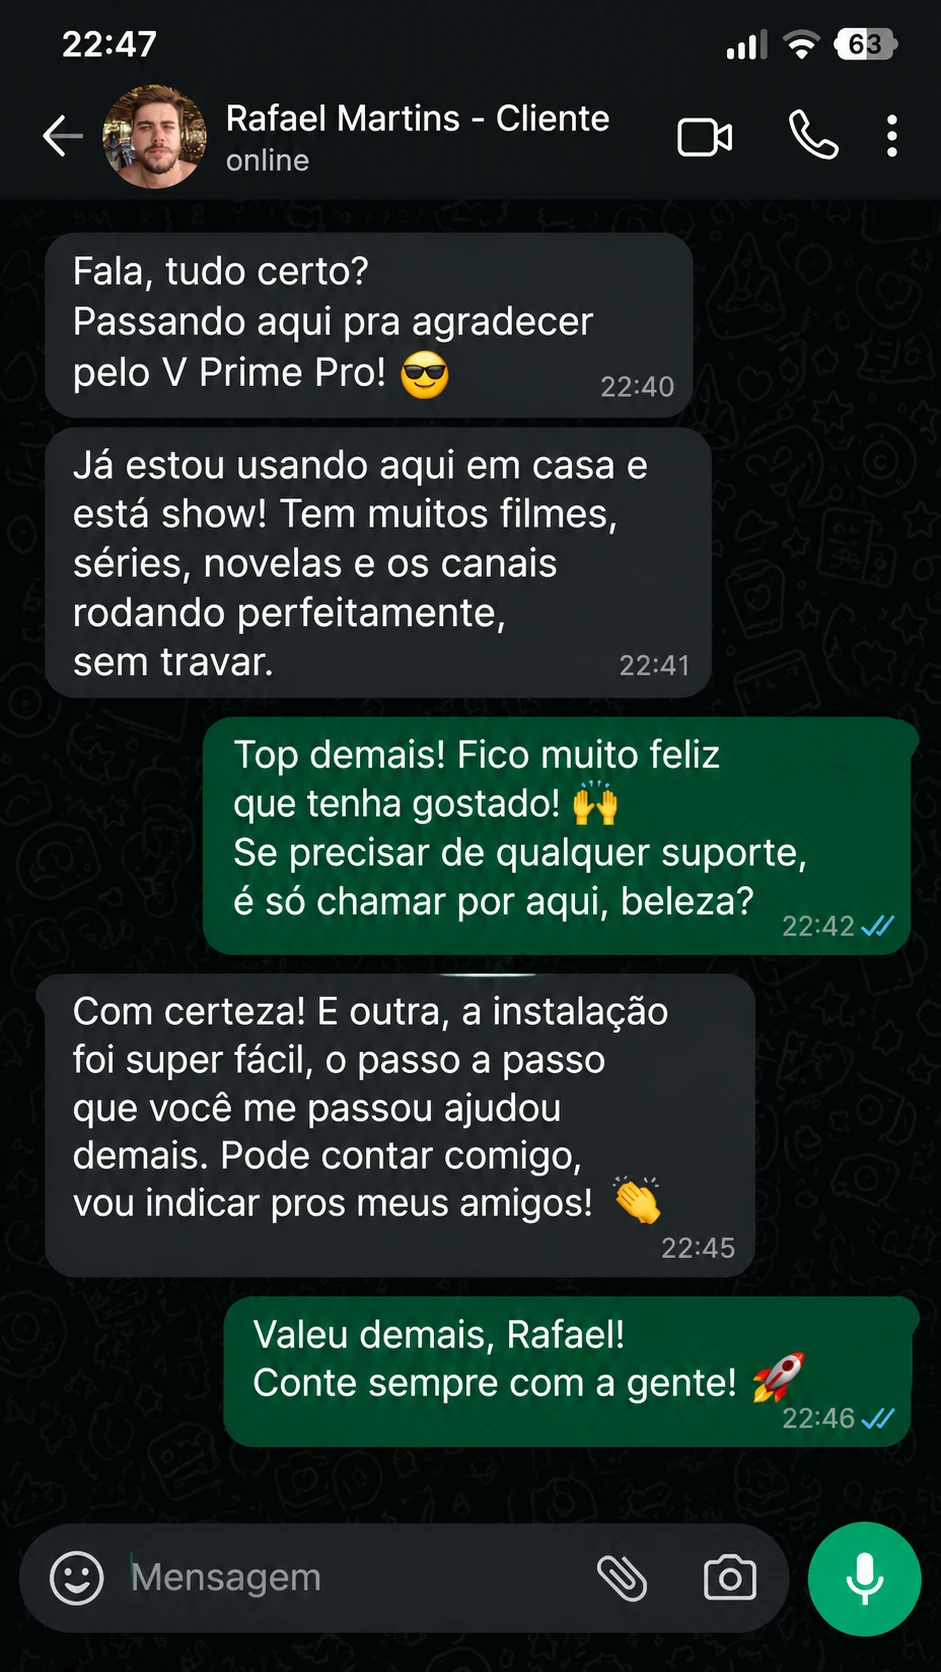 22:47
63
Rafael Martins - Cliente
online
Fala, tudo certo?
Passando aqui pra agradecer
pelo V Prime Pro! 😎
22:40
Já estou usando aqui em casa e
está show! Tem muitos filmes,
séries, novelas e os canais
rodando perfeitamente,
sem travar.
22:41
Top demais! Fico muito feliz
que tenha gostado! 🙌
Se precisar de qualquer suporte,
é só chamar por aqui, beleza?
22:42
Com certeza! E outra, a instalação
foi super fácil, o passo a passo
que você me passou ajudou
demais. Pode contar comigo,
vou indicar pros meus amigos! 👏
22:45
Valeu demais, Rafael!
Conte sempre com a gente! 🚀
22:46
Mensagem